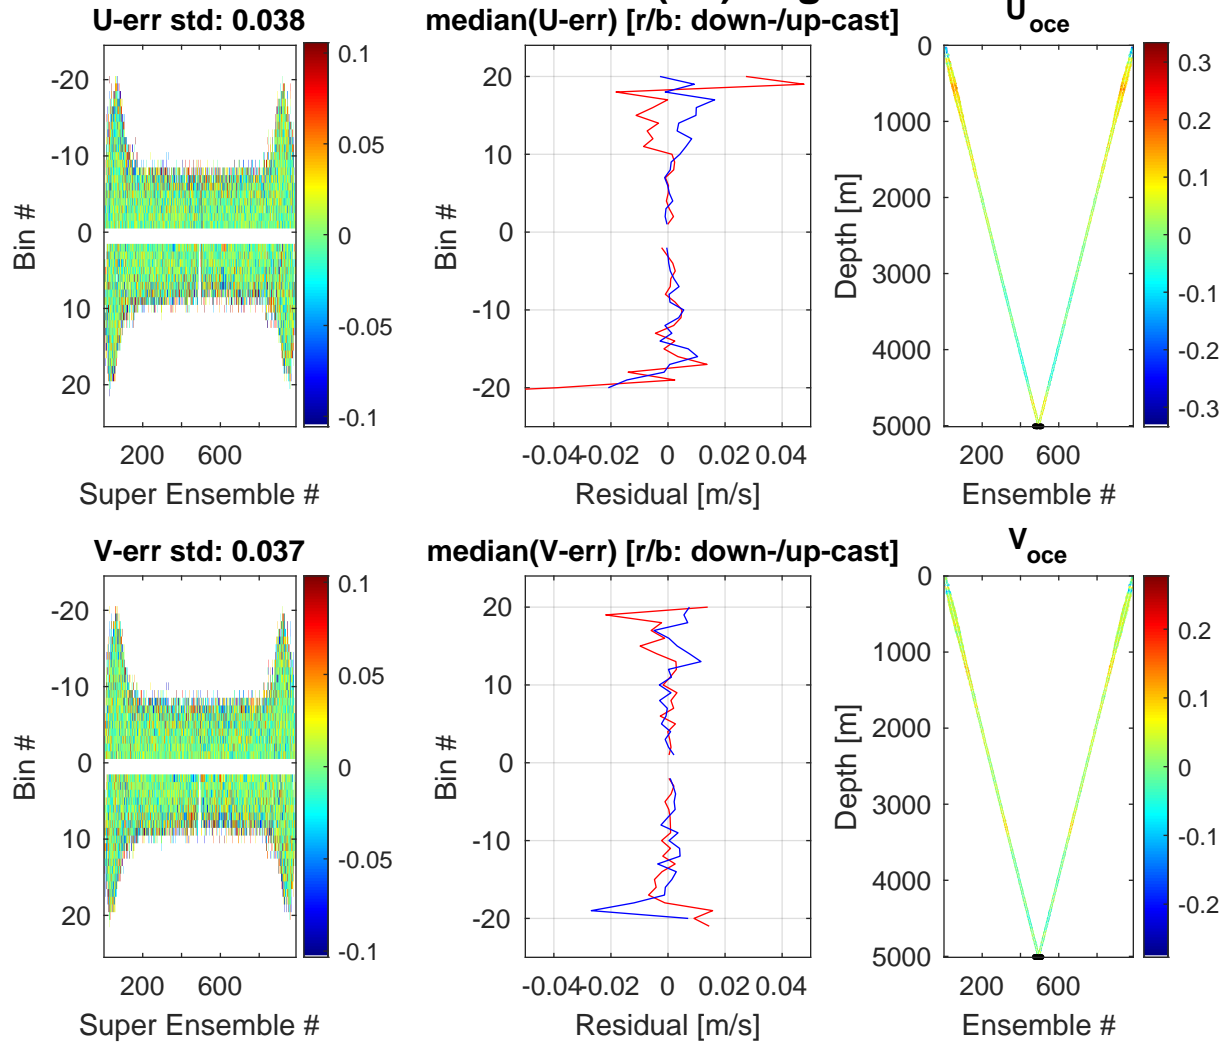 U-err std: 0.038
-20
-10
0
10
20
200 600
Super Ensemble #
Bin #
0.1
0.05
0
-0.05
-0.1
median(U-err) [r/b: down-/up-cast]
20
10
0
-10
-20
-0.04 -0.02 0 0.02 0.04
Residual [m/s]
Bin #
U_oce
0
1000
2000
3000
4000
5000
200 600
Ensemble #
Depth [m]
0.3
0.2
0.1
0
-0.1
-0.2
-0.3
V-err std: 0.037
-20
-10
0
10
20
200 600
Super Ensemble #
Bin #
0.1
0.05
0
-0.05
-0.1
median(V-err) [r/b: down-/up-cast]
20
10
0
-10
-20
-0.04 -0.02 0 0.02 0.04
Residual [m/s]
Bin #
V_oce
0
1000
2000
3000
4000
5000
200 600
Ensemble #
Depth [m]
0.2
0.1
0
-0.1
-0.2